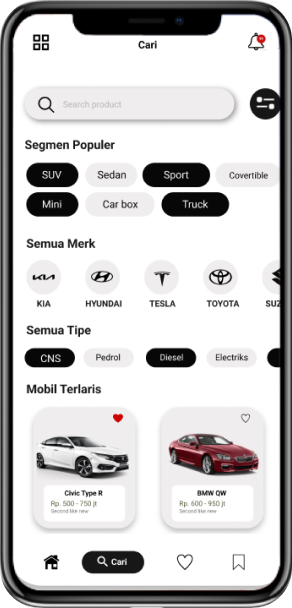 Cari
Search product
Segmen Populer
SUV Sedan Sport Covertible
Mini Car box Truck
Semua Merk
KIA HYUNDAI TESLA TOYOTA SUZ
Semua Tipe
CNS Pedrol Diesel Electriks
Mobil Terlaris
Civic Type R BMW QW
Rp. 500 - 750 jt Rp. 600 - 950 jt
Second like new Second like new
Cari